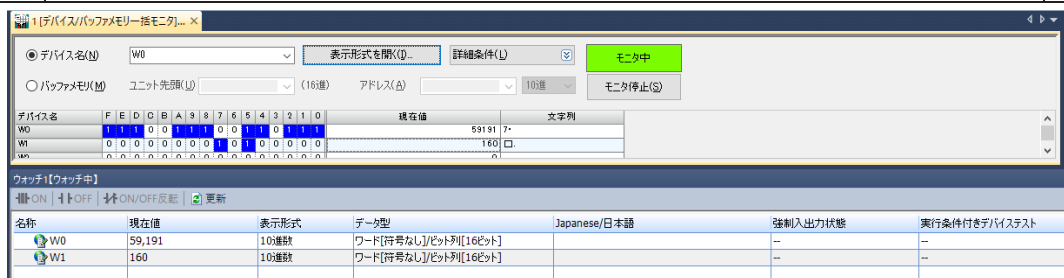 1 [デバイス/バッファメモリ一括モニタ]... ×
デバイス名(N) W0 表示形式を開く(I)... 詳細条件(L) モニタ中
バッファメモリ(M) ユニット先頭(U) (16進) アドレス(A) 10進 モニタ停止(S)
デバイス名 F E D C B A 9 8 7 6 5 4 3 2 1 0 現在値 文字列
W0 1 1 1 0 0 1 1 1 0 0 1 1 0 1 1 1 59191 7・
W1 0 0 0 0 0 0 0 0 1 0 1 0 0 0 0 0 160 □.
ウォッチ1【ウォッチ中】
ON OFF ON/OFF反転 更新
名称 現在値 表示形式 データ型 Japanese/日本語 強制入出力状態 実行条件付きデバイステスト
W0 59,191 10進数 ワード[符号なし]/ビット列[16ビット] -- --
W1 160 10進数 ワード[符号なし]/ビット列[16ビット] -- --